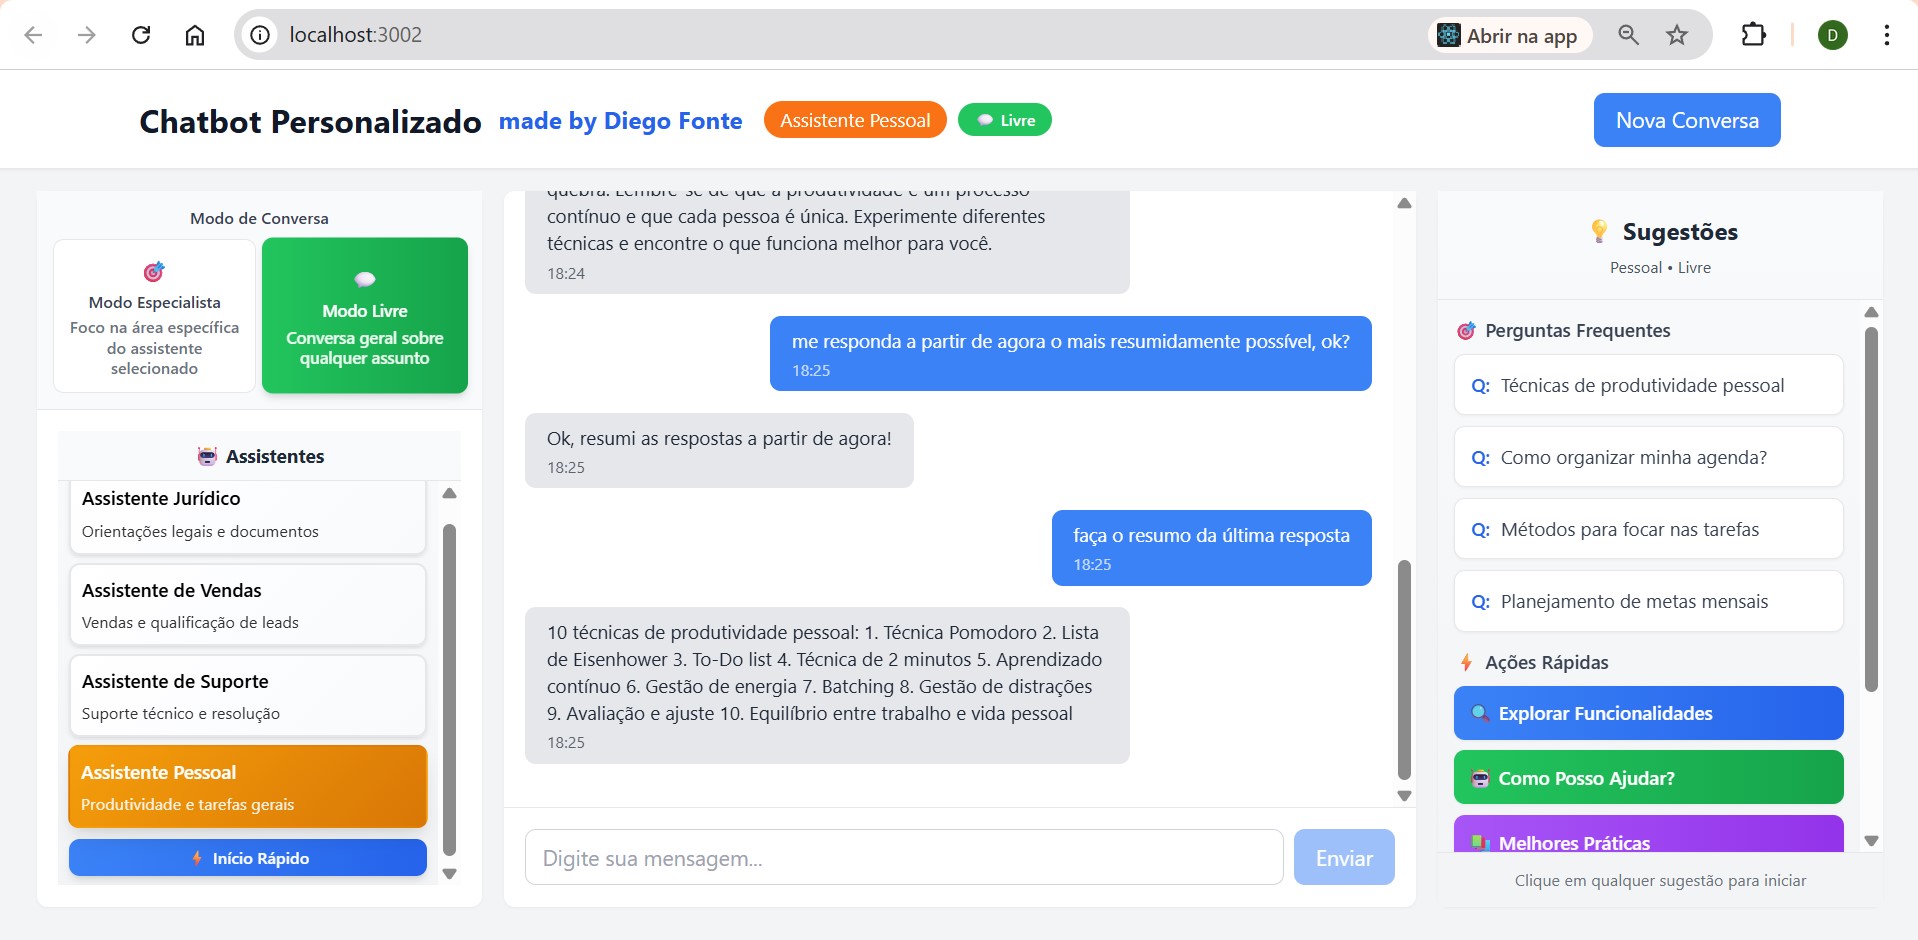 localhost:3002
Abrir na app
D
Chatbot Personalizado made by Diego Fonte
Assistente Pessoal
Livre
Nova Conversa
Modo de Conversa
Modo Especialista
Foco na área específica
do assistente
selecionado
Modo Livre
Conversa geral sobre
qualquer assunto
Assistentes
Assistente Jurídico
Orientações legais e documentos
Assistente de Vendas
Vendas e qualificação de leads
Assistente de Suporte
Suporte técnico e resolução
Assistente Pessoal
Produtividade e tarefas gerais
Início Rápido
quebra. Lembre-se de que a produtividade é um processo
contínuo e que cada pessoa é única. Experimente diferentes
técnicas e encontre o que funciona melhor para você.
18:24
me responda a partir de agora o mais resumidamente possível, ok?
18:25
Ok, resumi as respostas a partir de agora!
18:25
faça o resumo da última resposta
18:25
10 técnicas de produtividade pessoal: 1. Técnica Pomodoro 2. Lista
de Eisenhower 3. To-Do list 4. Técnica de 2 minutos 5. Aprendizado
contínuo 6. Gestão de energia 7. Batching 8. Gestão de distrações
9. Avaliação e ajuste 10. Equilíbrio entre trabalho e vida pessoal
18:25
Digite sua mensagem...
Enviar
Sugestões
Pessoal • Livre
Perguntas Frequentes
Q: Técnicas de produtividade pessoal
Q: Como organizar minha agenda?
Q: Métodos para focar nas tarefas
Q: Planejamento de metas mensais
Ações Rápidas
Explorar Funcionalidades
Como Posso Ajudar?
Melhores Práticas
Clique em qualquer sugestão para iniciar